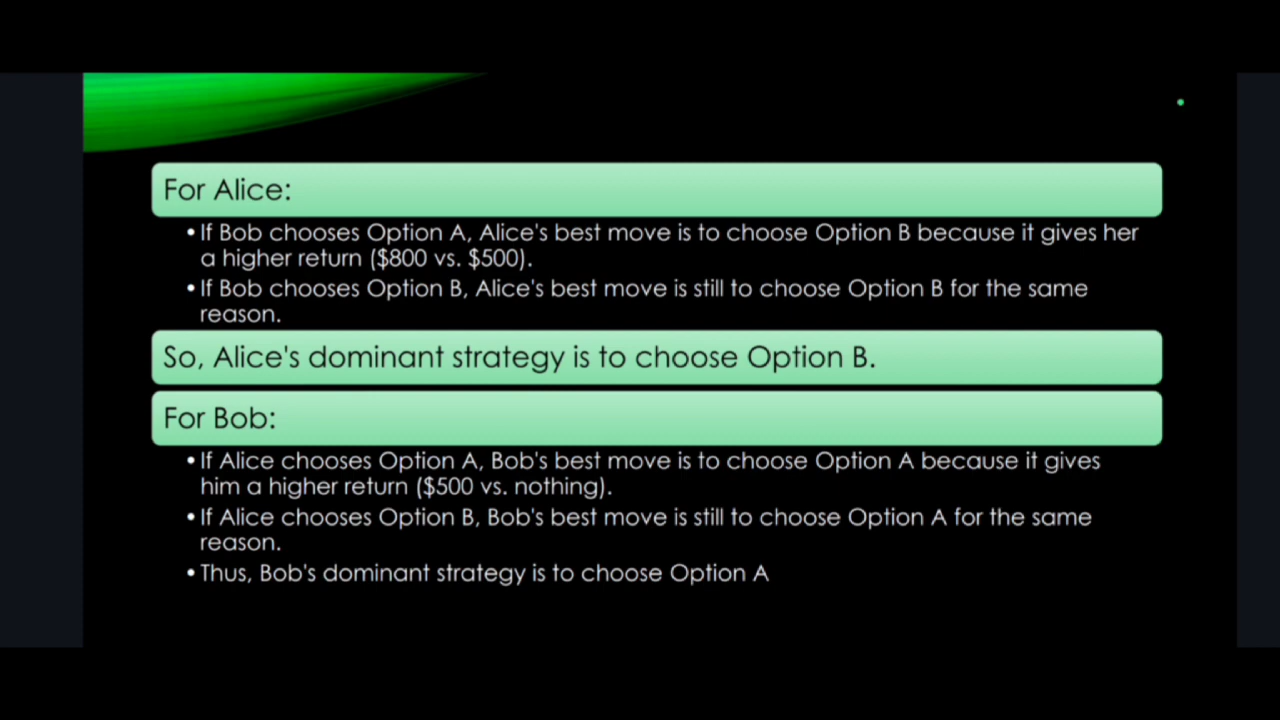 For Alice:
• If Bob chooses Option A, Alice's best move is to choose Option B because it gives her
a higher return ($800 vs. $500).
• If Bob chooses Option B, Alice's best move is still to choose Option B for the same
reason.
So, Alice's dominant strategy is to choose Option B.
For Bob:
• If Alice chooses Option A, Bob's best move is to choose Option A because it gives
him a higher return ($500 vs. nothing).
• If Alice chooses Option B, Bob's best move is still to choose Option A for the same
reason.
• Thus, Bob's dominant strategy is to choose Option A